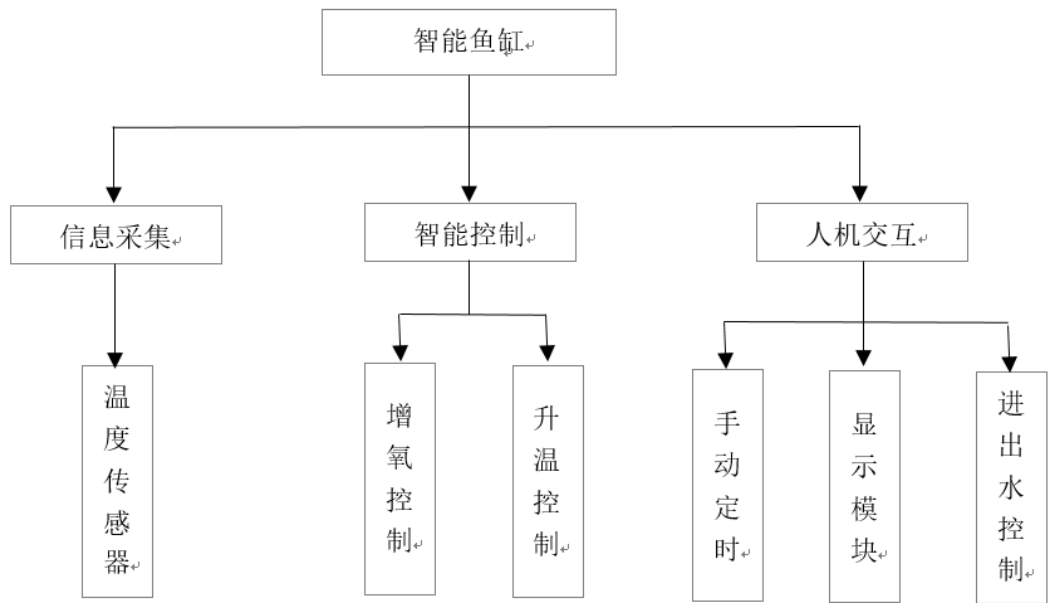 智能鱼缸
信息采集
智能控制
人机交互
温度传感器
增氧控制
升温控制
手动定时
显示模块
进出水控制